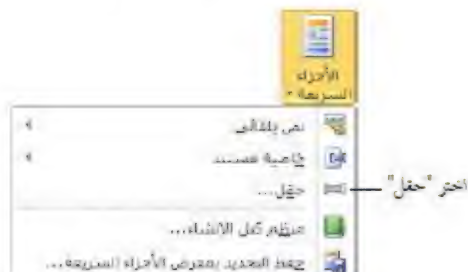 الأجزاء
السريعة
نص تلقائي
خاصية مستند
حقل...
اختر "حقل"
منظم كتل الإنشاء...
حفظ التحديد بمعرض الأجزاء السريعة...